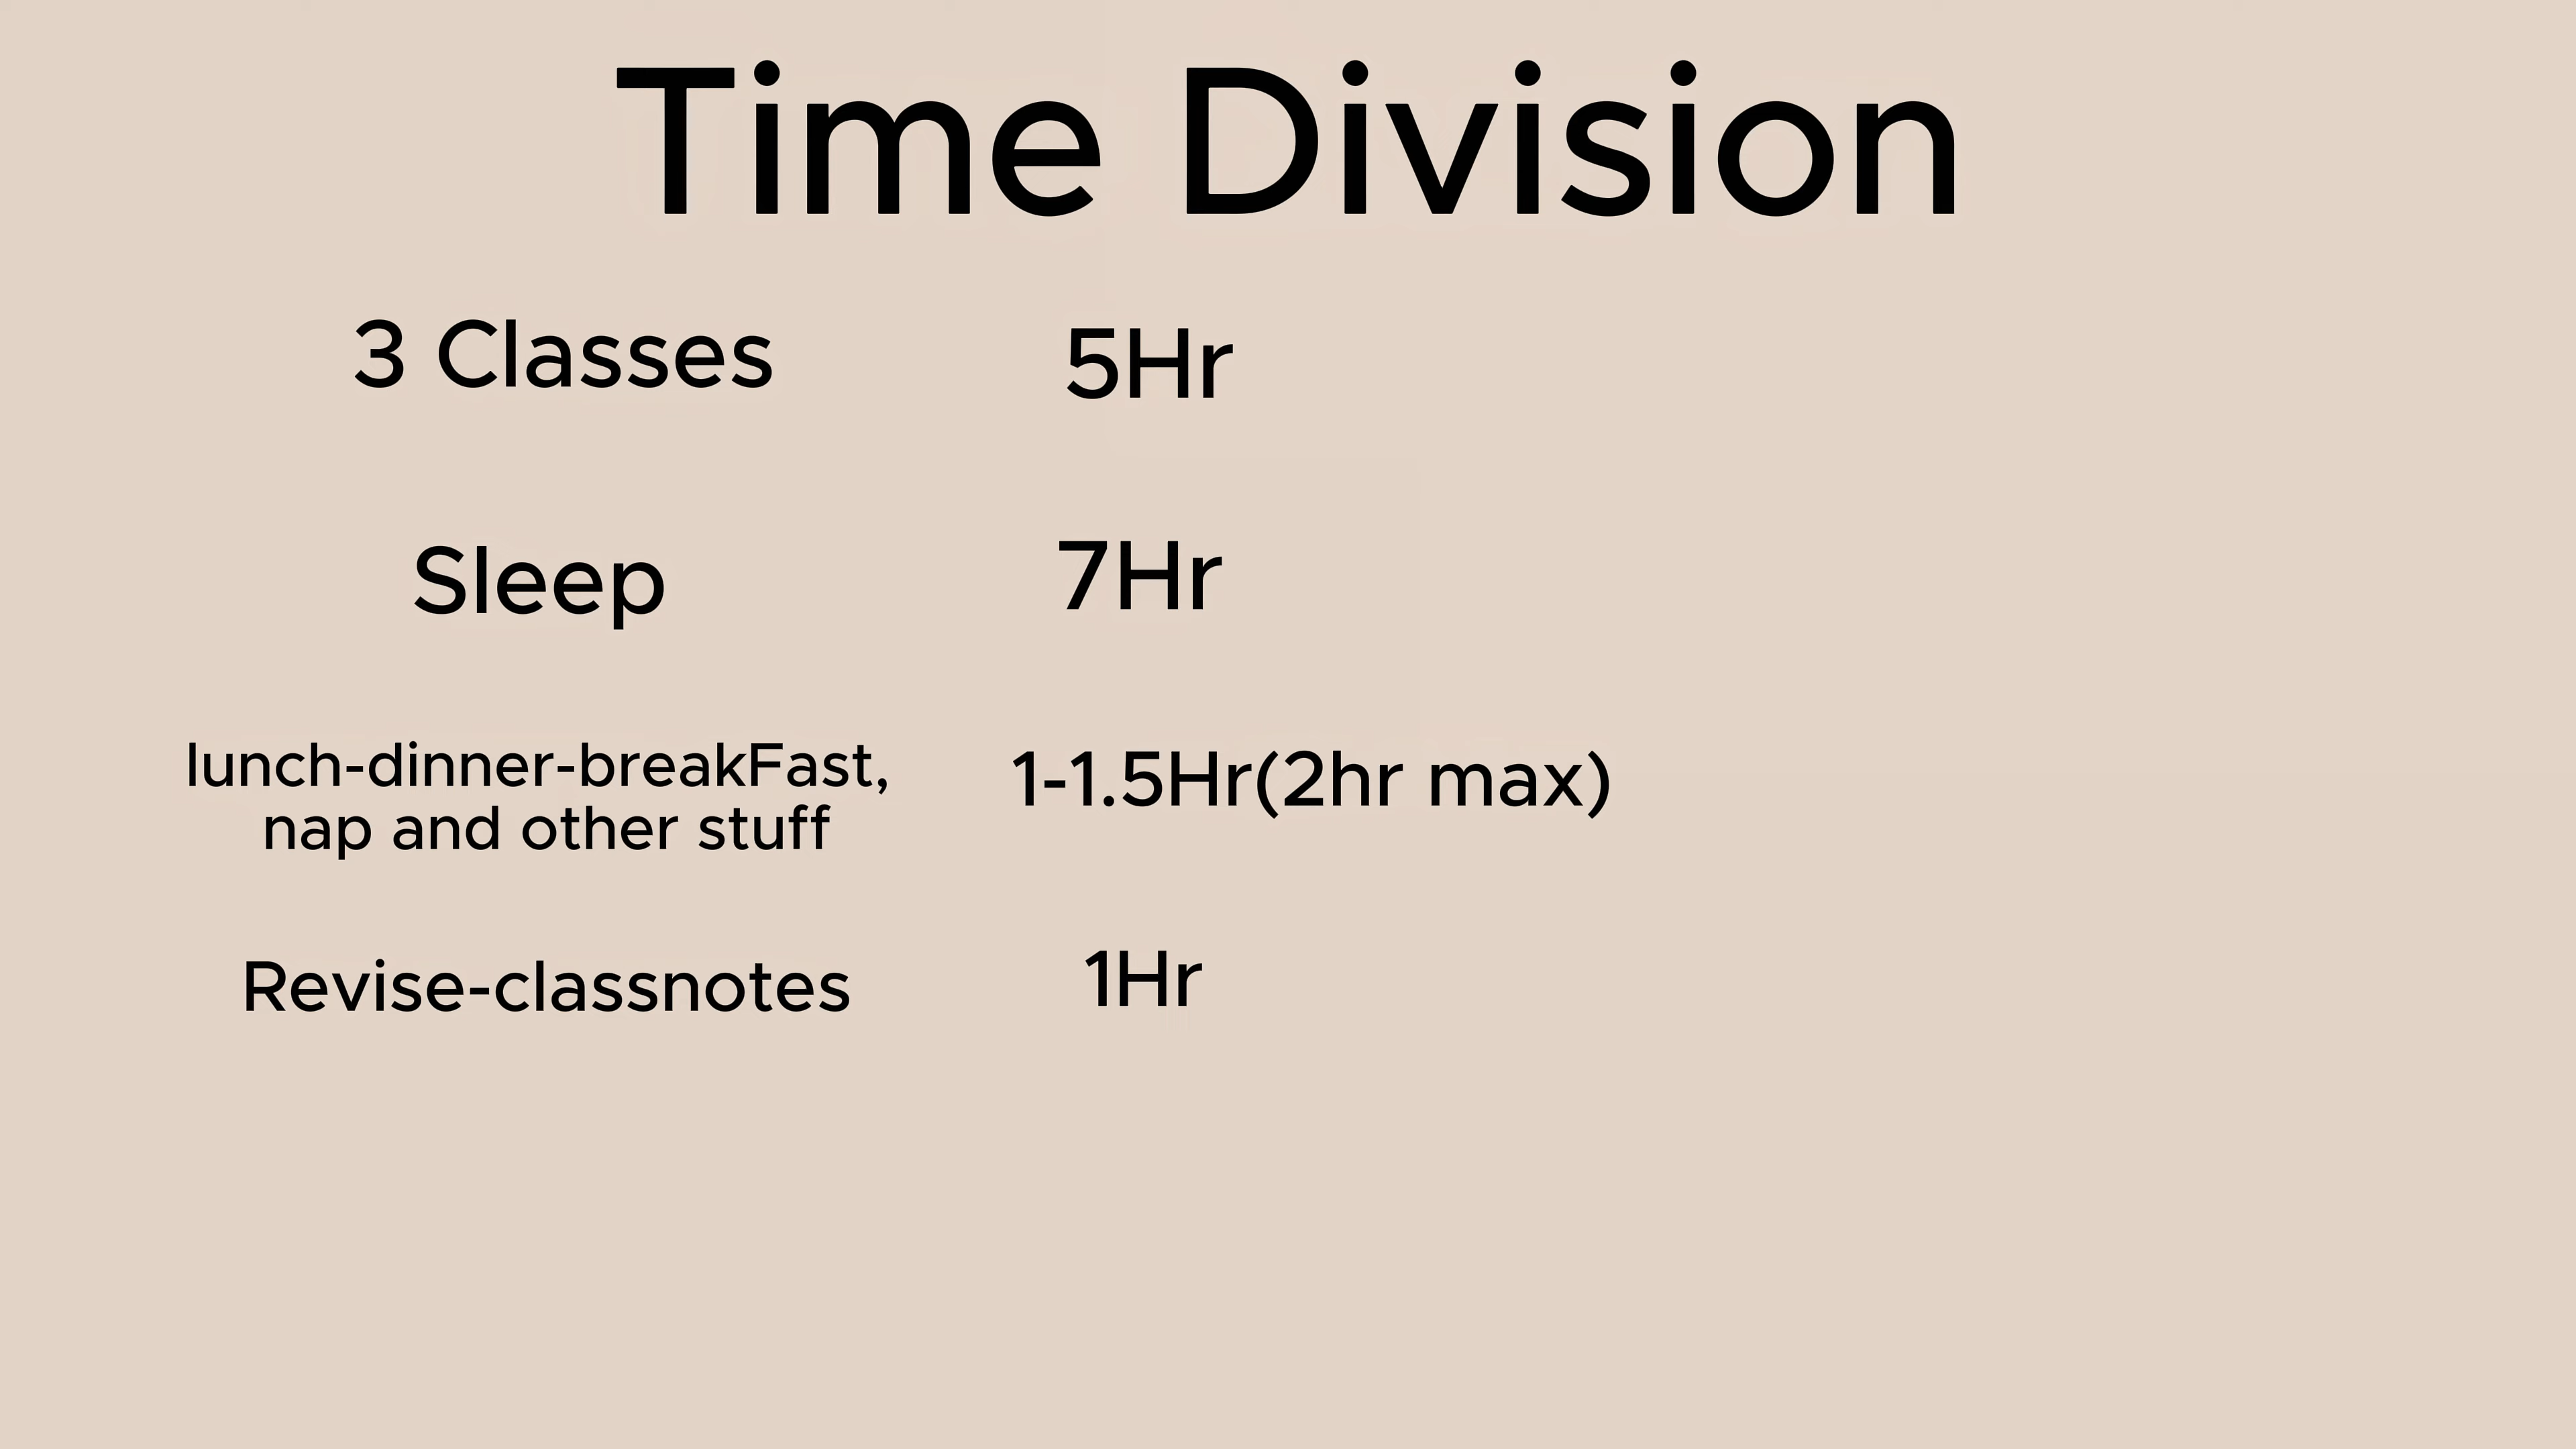 Time Division
3 Classes 5Hr
Sleep 7Hr
lunch-dinner-breakFast,
nap and other stuff
1-1.5Hr(2hr max)
Revise-classnotes 1Hr